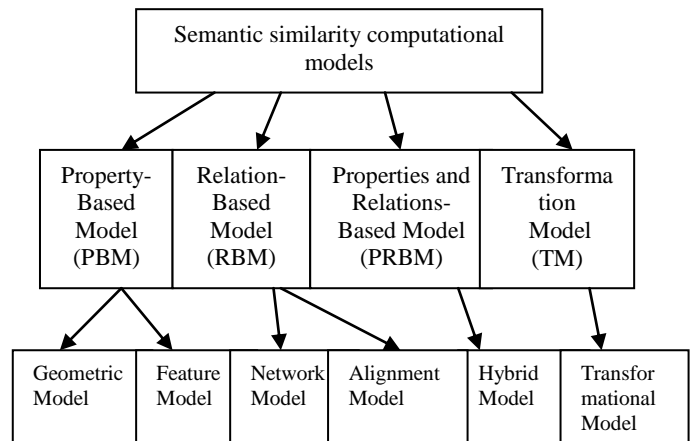 Semantic similarity computational
models
Property-
Based
Model
(PBM)
Relation-
Based
Model
(RBM)
Properties and
Relations-
Based Model
(PRBM)
Transforma
tion
Model
(TM)
Geometric
Model
Feature
Model
Network
Model
Alignment
Model
Hybrid
Model
Transfor
mational
Model